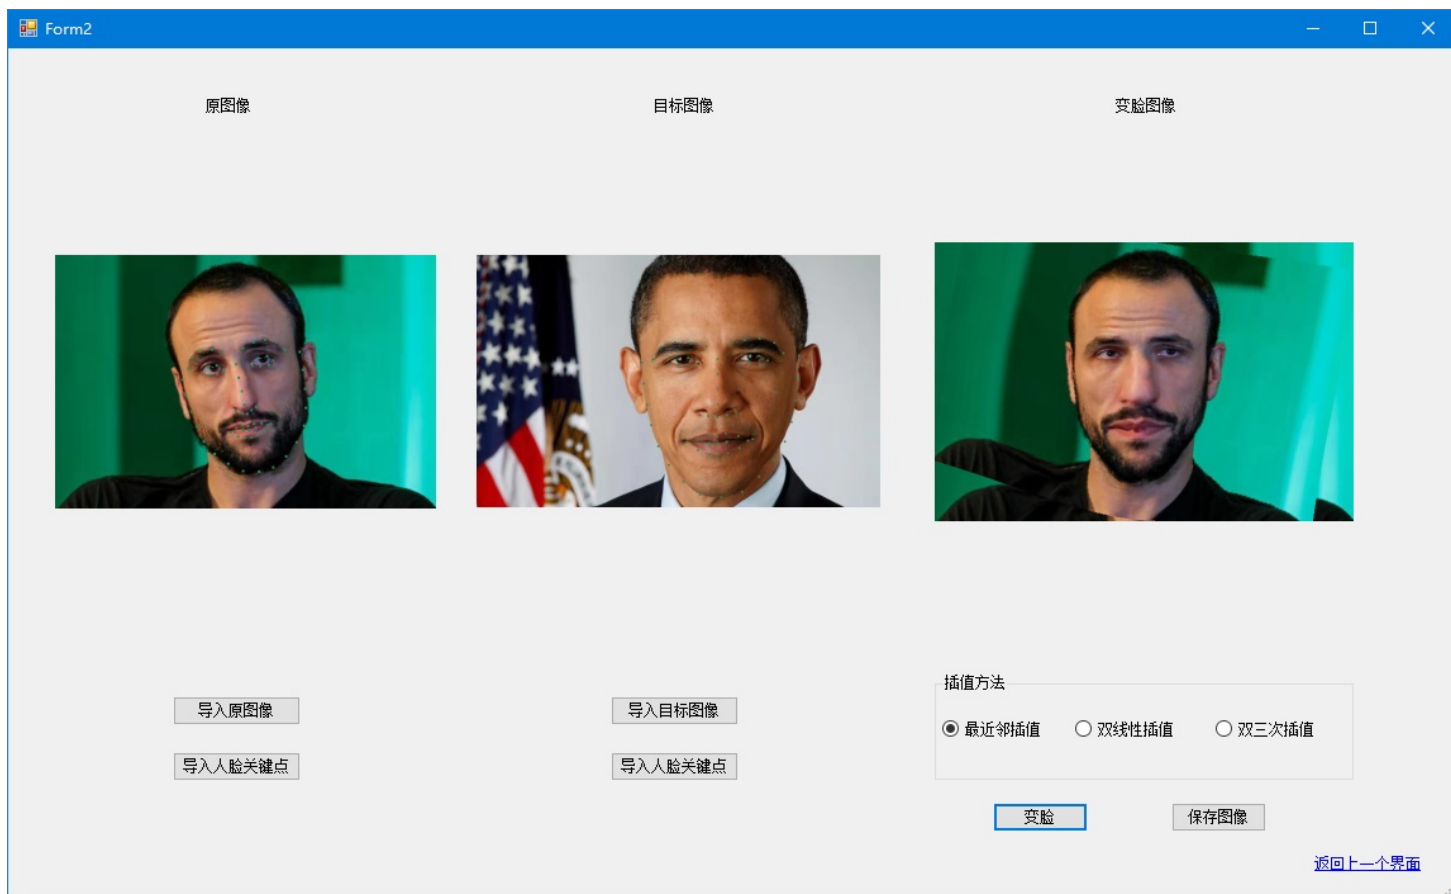 Form2
原图像
目标图像
变脸图像
导入原图像
导入目标图像
插值方法
最近邻插值
双线性插值
双三次插值
导入人脸关键点
导入人脸关键点
变脸
保存图像
返回上一个界面